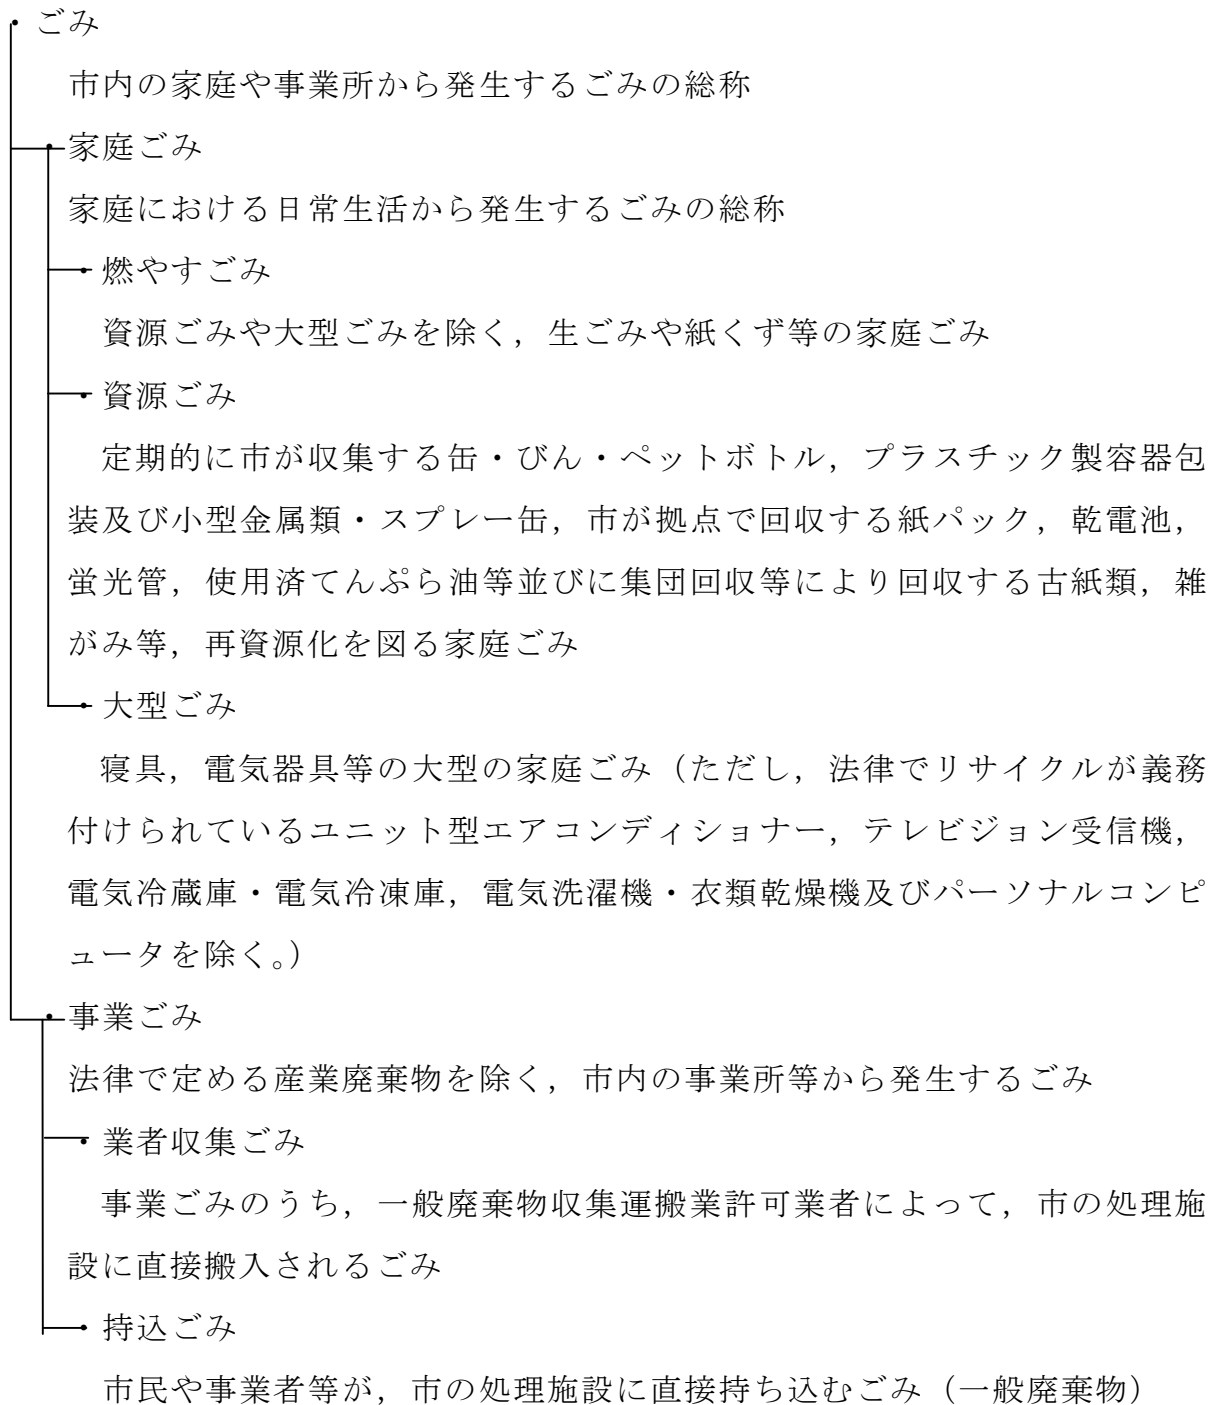 ・ごみ
市内の家庭や事業所から発生するごみの総称
・家庭ごみ
家庭における日常生活から発生するごみの総称
・燃やすごみ
資源ごみや大型ごみを除く，生ごみや紙くず等の家庭ごみ
・資源ごみ
定期的に市が収集する缶・びん・ペットボトル，プラスチック製容器包
装及び小型金属類・スプレー缶，市が拠点で回収する紙パック，乾電池，
蛍光管，使用済てんぷら油等並びに集団回収等により回収する古紙類，雑
がみ等，再資源化を図る家庭ごみ
・大型ごみ
寝具，電気器具等の大型の家庭ごみ（ただし，法律でリサイクルが義務
付けられているユニット型エアコンディショナー，テレビジョン受信機，
電気冷蔵庫・電気冷凍庫，電気洗濯機・衣類乾燥機及びパーソナルコンピ
ュータを除く。）
・事業ごみ
法律で定める産業廃棄物を除く，市内の事業所等から発生するごみ
・業者収集ごみ
事業ごみのうち，一般廃棄物収集運搬業許可業者によって，市の処理施
設に直接搬入されるごみ
・持込ごみ
市民や事業者等が，市の処理施設に直接持ち込むごみ（一般廃棄物）